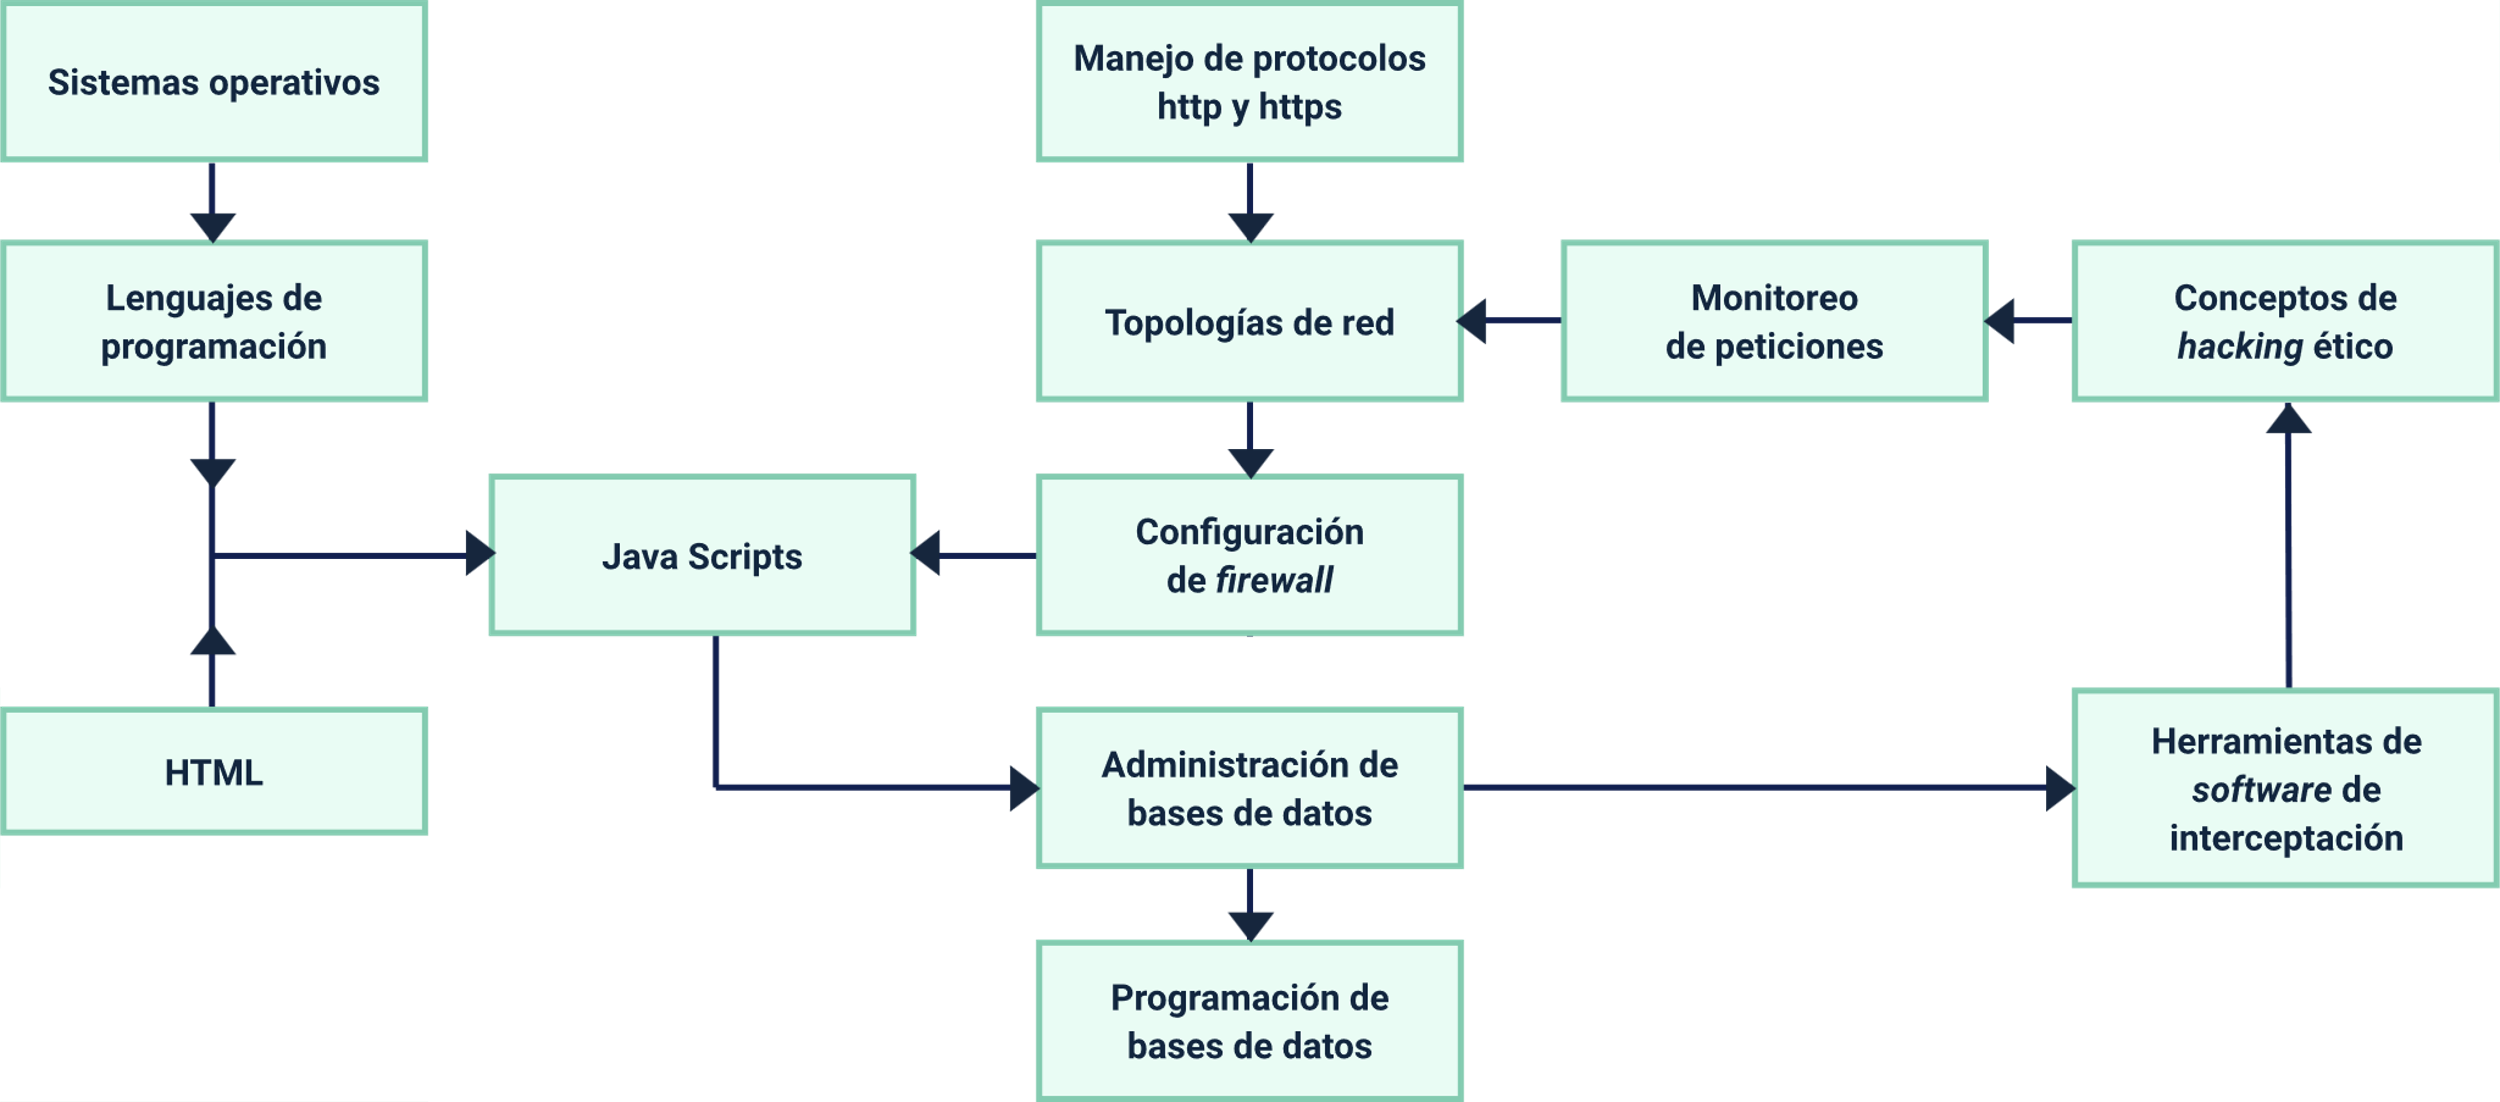 Sistemas operativos
Manejo de protocolos
http y https
Lenguajes de
programación
Topologías de red
Monitoreo
de peticiones
Conceptos de
hacking ético
Java Scripts
Configuración
de firewall
HTML
Administración de
bases de datos
Herramientas de
software de
interceptación
Programación de
bases de datos